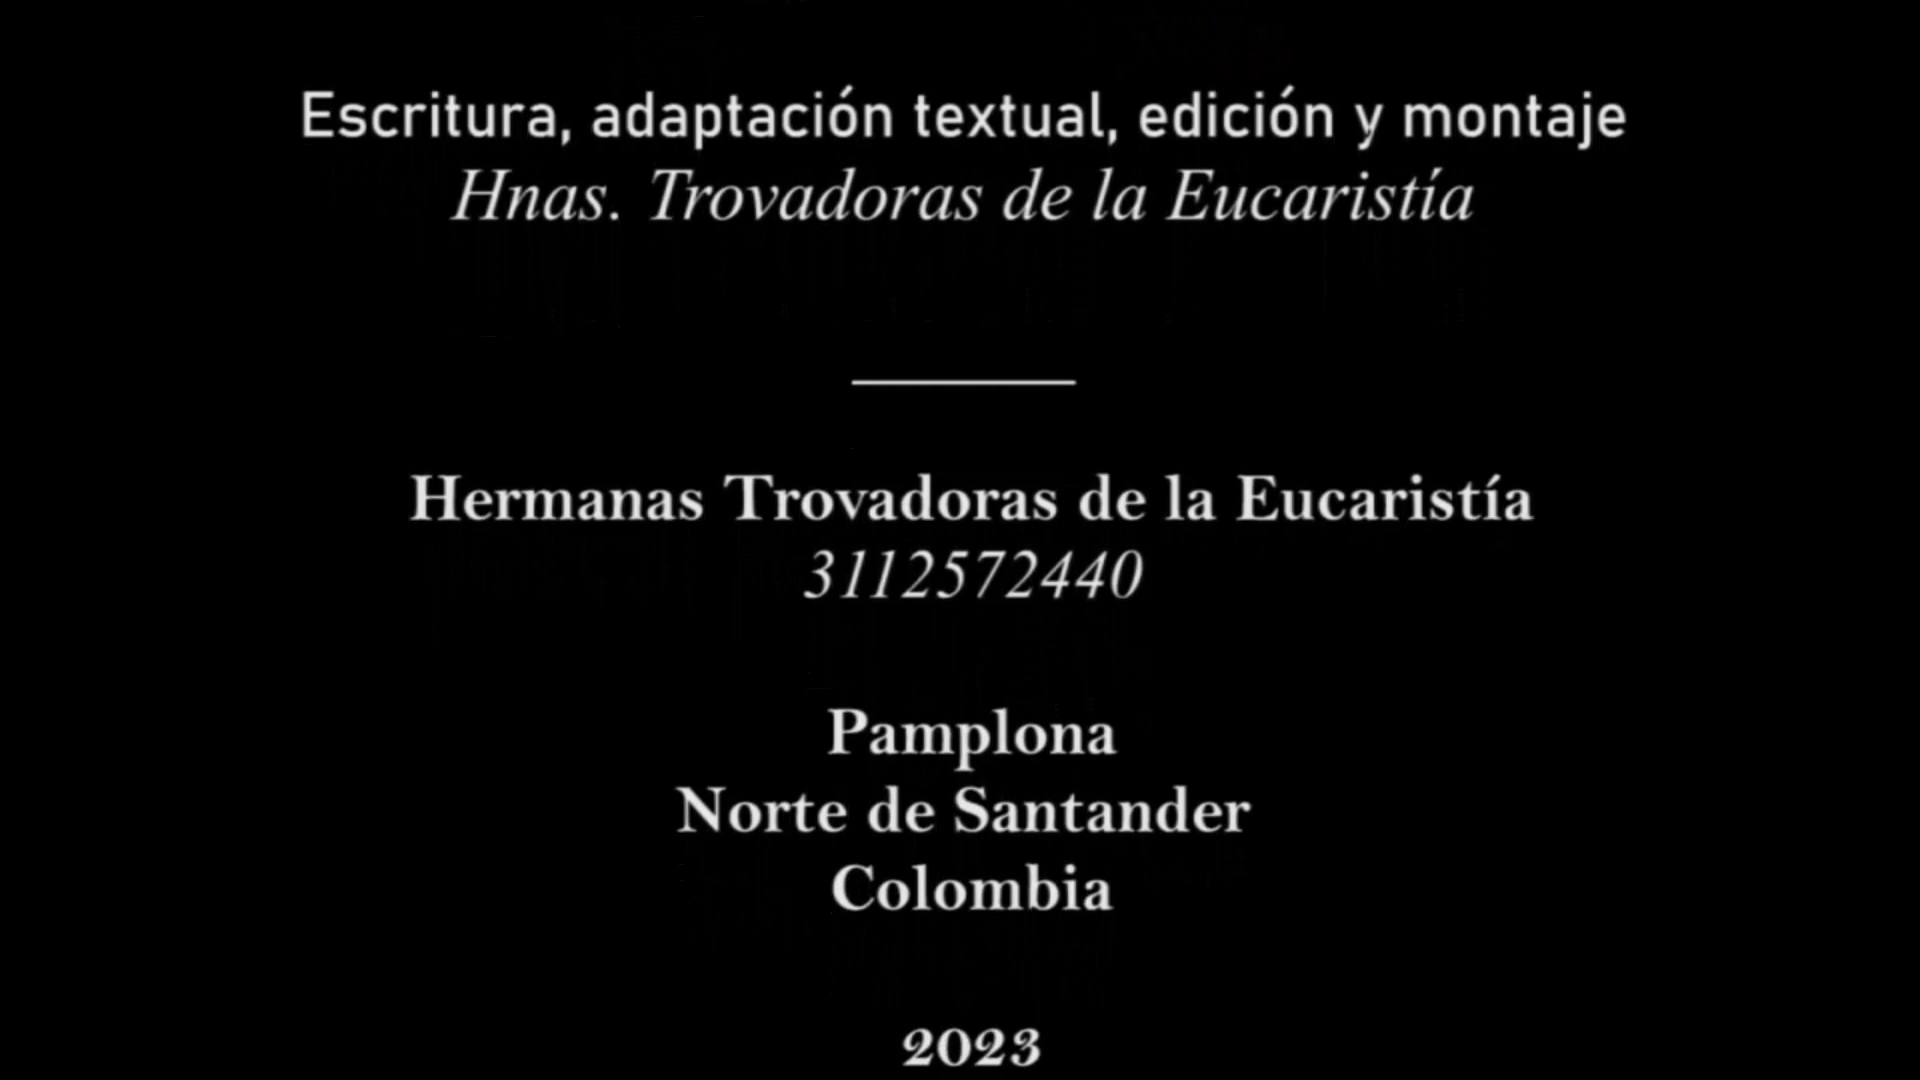 Escritura, adaptación textual, edición y montaje
Hnas. Trovadoras de la Eucaristía
Hermanas Trovadoras de la Eucaristía
3112572440
Pamplona
Norte de Santander
Colombia
2023